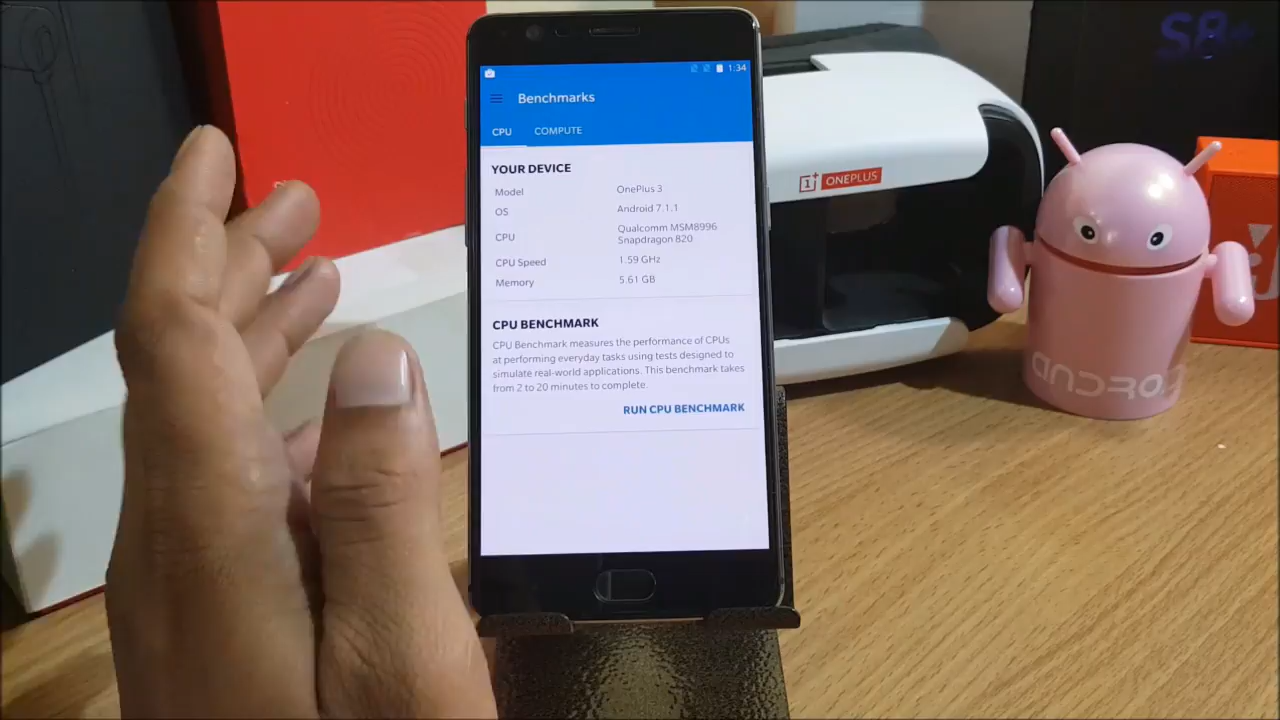 1:34
Benchmarks
CPU COMPUTE
YOUR DEVICE
Model OnePlus 3
OS Android 7.1.1
CPU Qualcomm MSM8996
Snapdragon 820
CPU Speed 1.59 GHz
Memory 5.61 GB
CPU BENCHMARK
CPU Benchmark measures the performance of CPUs
at performing everyday tasks using tests designed to
simulate real-world applications. This benchmark takes
from 2 to 20 minutes to complete.
RUN CPU BENCHMARK
1+ ONEPLUS
S8+
ANDROID